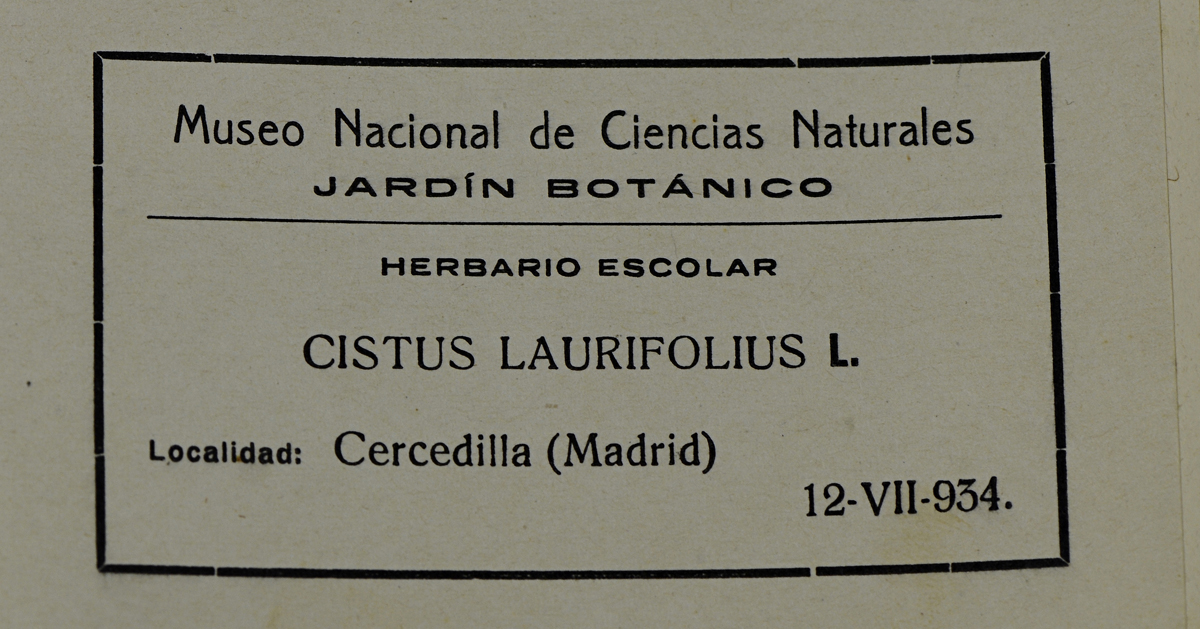 Museo Nacional de Ciencias Naturales
JARDÍN BOTÁNICO
HERBARIO ESCOLAR
CISTUS LAURIFOLIUS L.
Localidad: Cercedilla (Madrid)
12-VII-934.